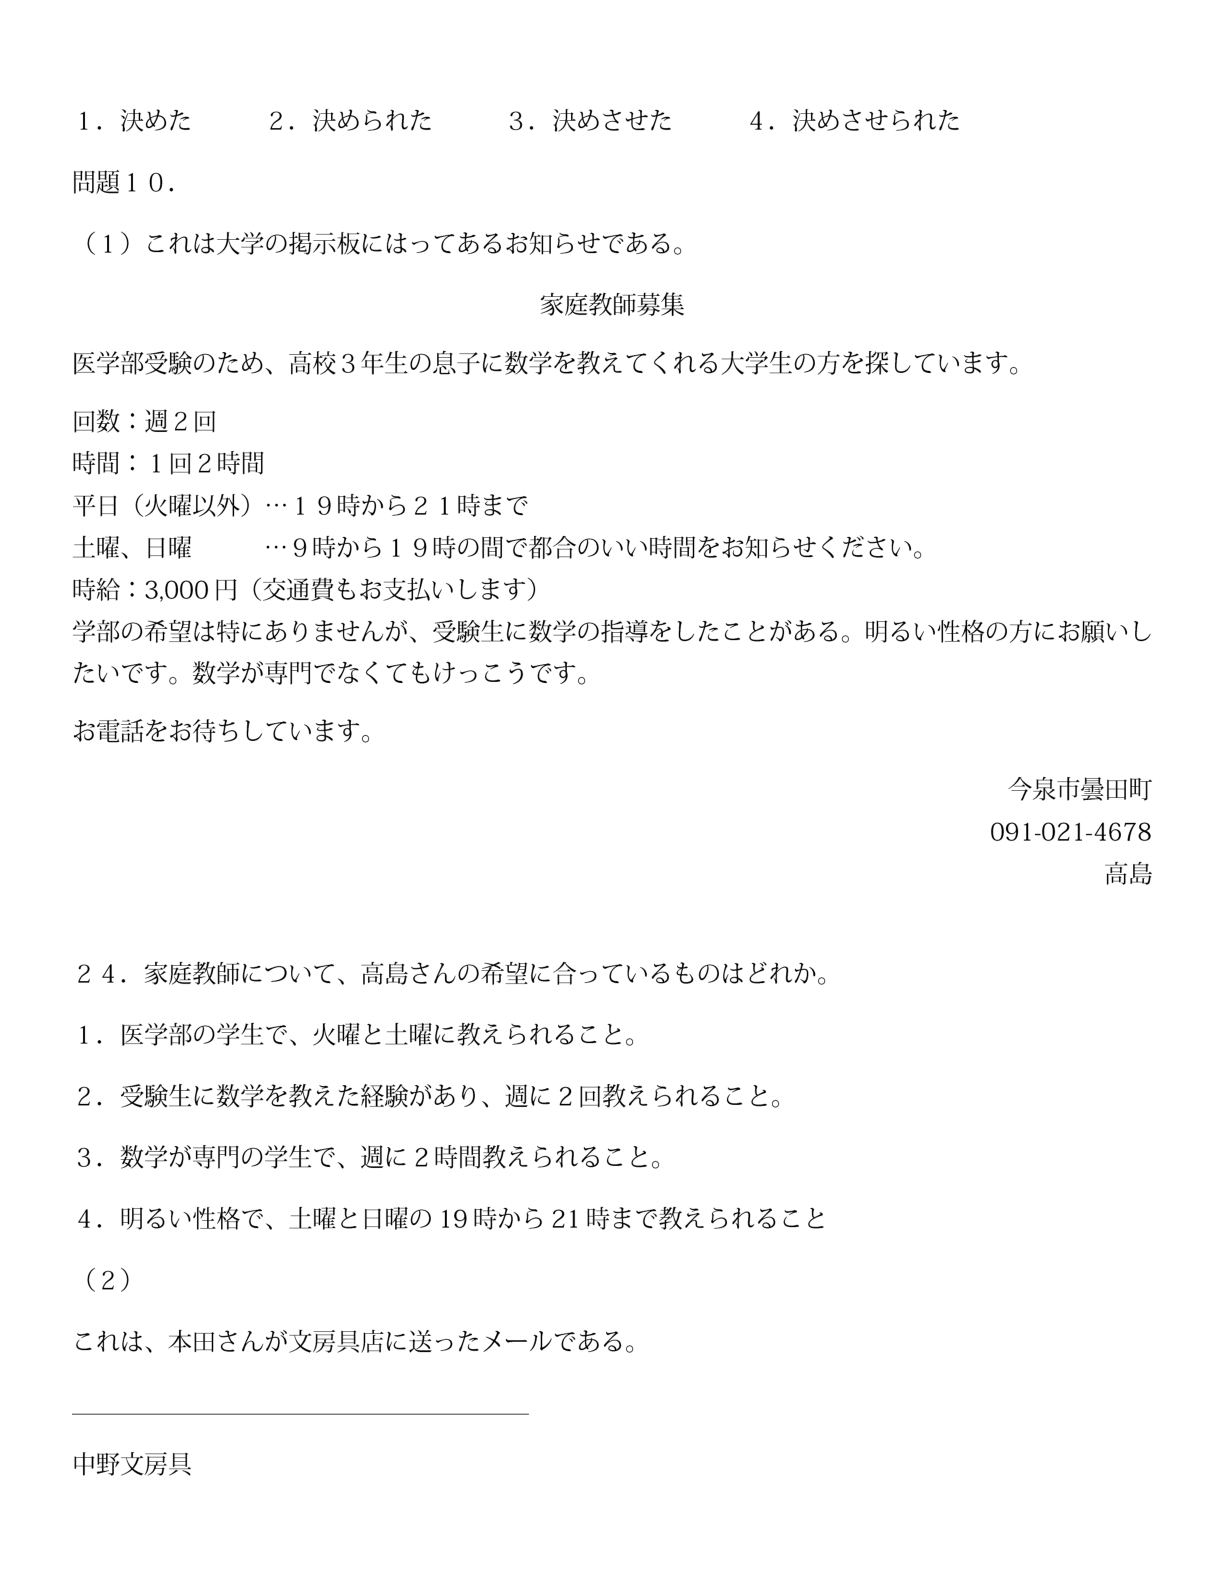 １．決めた　　　２．決められた　　　３．決めさせた　　　４．決めさせられた
問題１０．
（１）これは大学の掲示板にはってあるお知らせである。
家庭教師募集
医学部受験のため、高校３年生の息子に数学を教えてくれる大学生の方を探しています。
回数：週２回
時間：１回２時間
平日（火曜以外）…１９時から２１時まで
土曜、日曜　　　…９時から１９時の間で都合のいい時間をお知らせください。
時給：3,000 円（交通費もお支払いします）
学部の希望は特にありませんが、受験生に数学の指導をしたことがある。明るい性格の方にお願いし
たいです。数学が専門でなくてもけっこうです。
お電話をお待ちしています。
今泉市曇田町
091-021-4678
高島
２４．家庭教師について、高島さんの希望に合っているものはどれか。
１．医学部の学生で、火曜と土曜に教えられること。
２．受験生に数学を教えた経験があり、週に２回教えられること。
３．数学が専門の学生で、週に２時間教えられること。
４．明るい性格で、土曜と日曜の 19 時から 21 時まで教えられること
（２）
これは、本田さんが文房具店に送ったメールである。
中野文房具